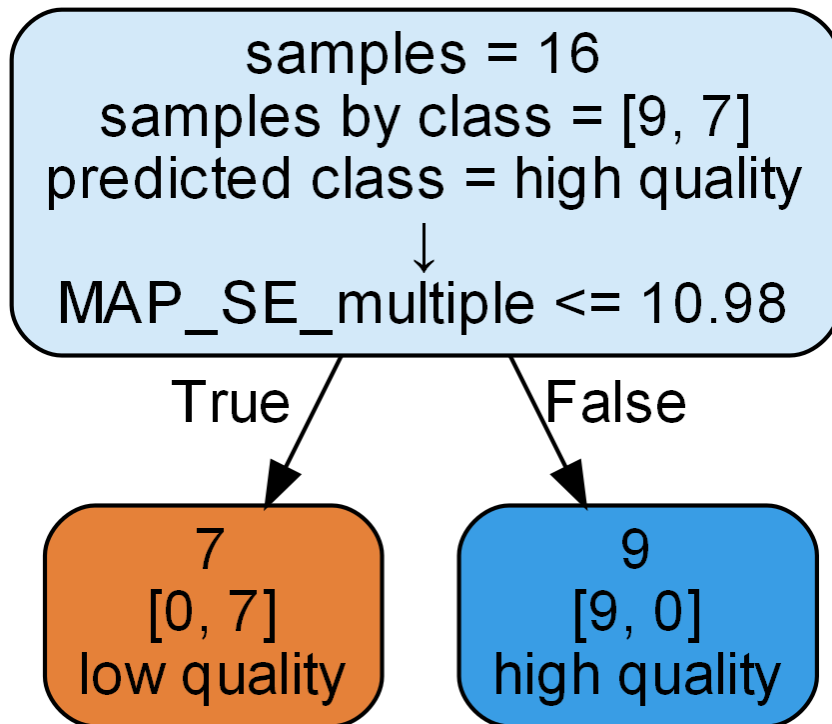 samples = 16
samples by class = [9, 7]
predicted class = high quality
↓
MAP_SE_multiple <= 10.98
True
False
7
[0, 7]
low quality
9
[9, 0]
high quality